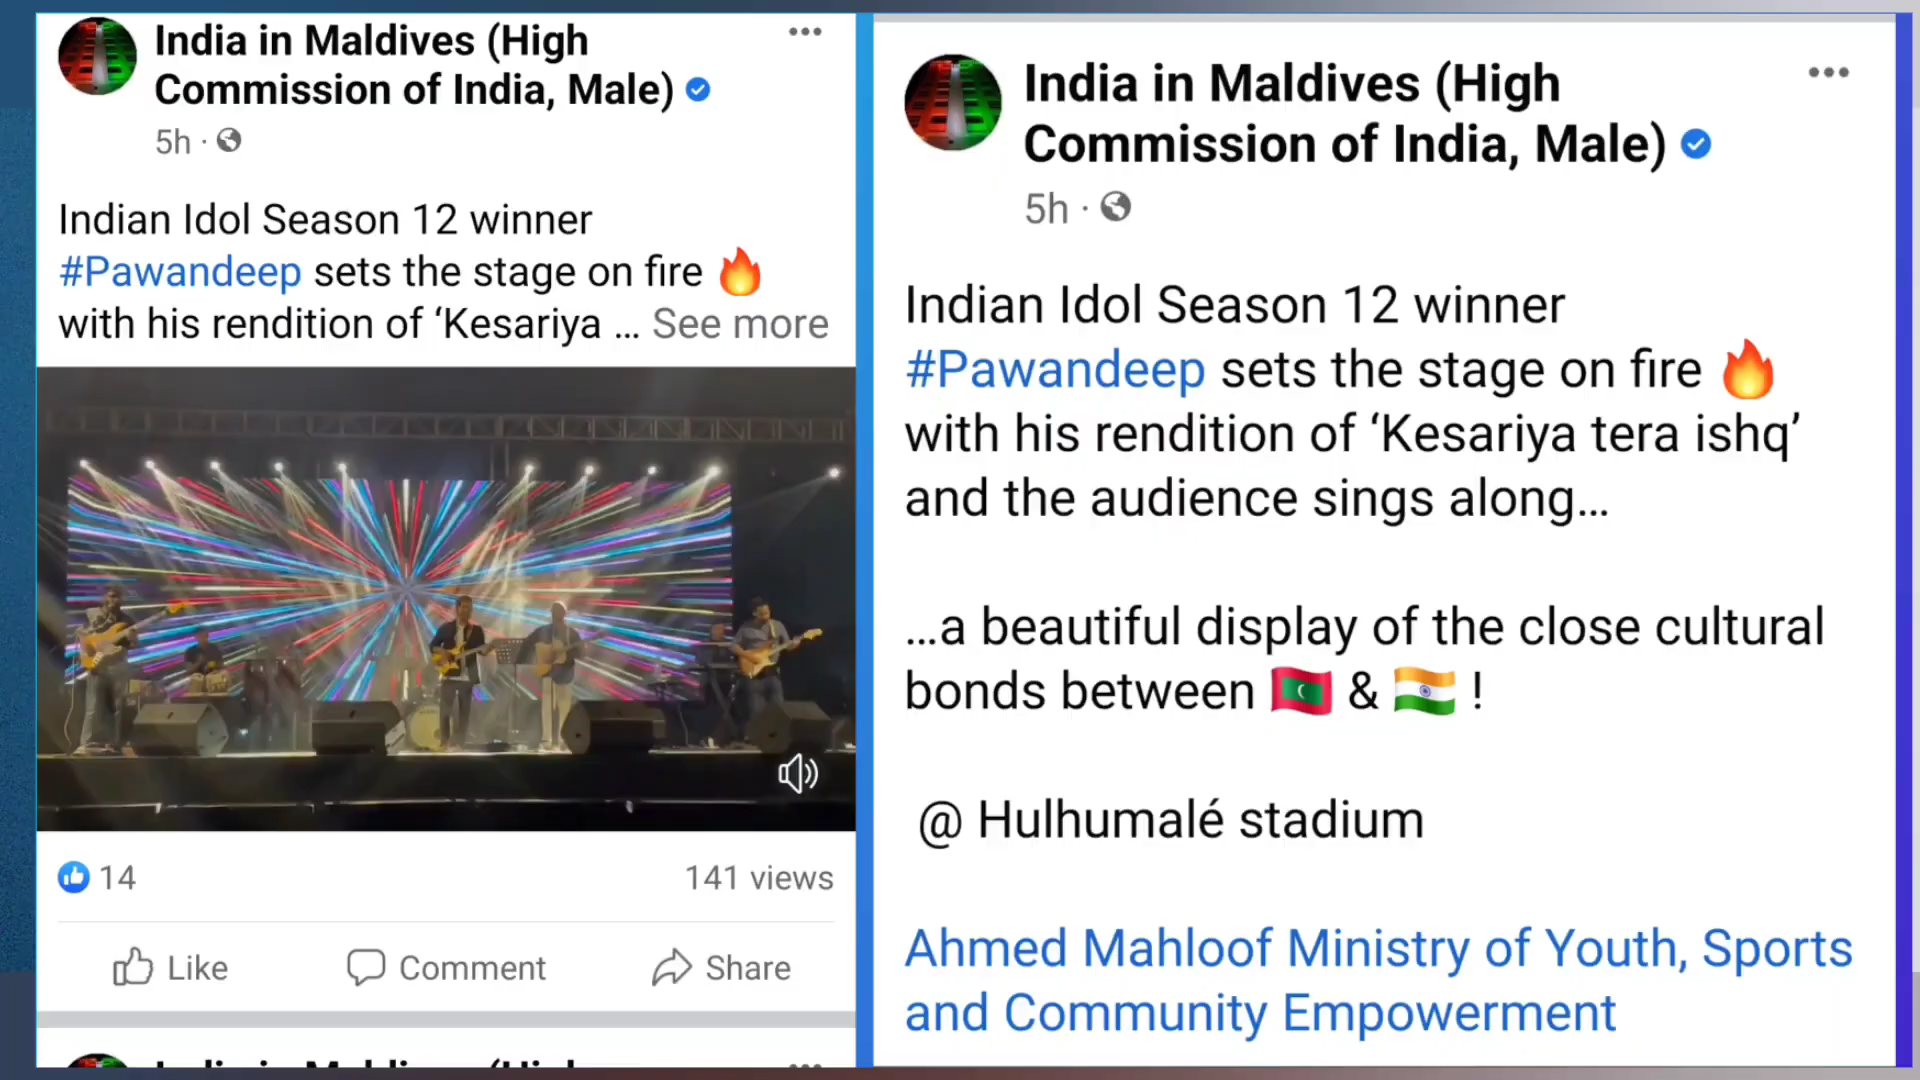 India in Maldives (High
Commission of India, Male)
5h ·
Indian Idol Season 12 winner
#Pawandeep sets the stage on fire 🔥
with his rendition of ‘Kesariya ... See more
14
141 views
Like
Comment
Share
India in Maldives (High
India in Maldives (High
Commission of India, Male)
5h ·
Indian Idol Season 12 winner
#Pawandeep sets the stage on fire 🔥
with his rendition of ‘Kesariya tera ishq’
and the audience sings along...
...a beautiful display of the close cultural
bonds between 🇲🇻 & 🇮🇳 !
@ Hulhumalé stadium
Ahmed Mahloof Ministry of Youth, Sports
and Community Empowerment